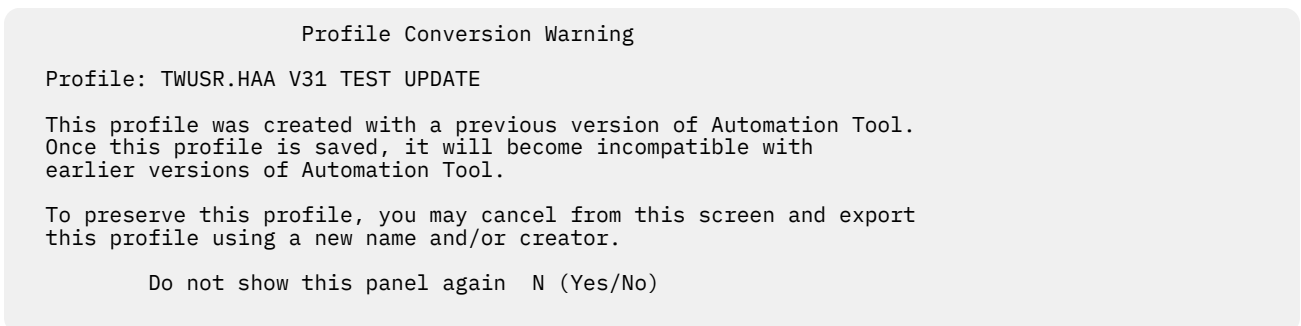 Profile Conversion Warning
Profile: TWUSR.HAA V31 TEST UPDATE
This profile was created with a previous version of Automation Tool.
Once this profile is saved, it will become incompatible with
earlier versions of Automation Tool.
To preserve this profile, you may cancel from this screen and export
this profile using a new name and/or creator.
Do not show this panel again  N (Yes/No)